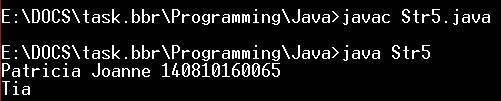 E:\DOCS\task.bbr\Programming\Java>javac Str5.java
E:\DOCS\task.bbr\Programming\Java>java Str5
Patricia Joanne 140810160065
Tia